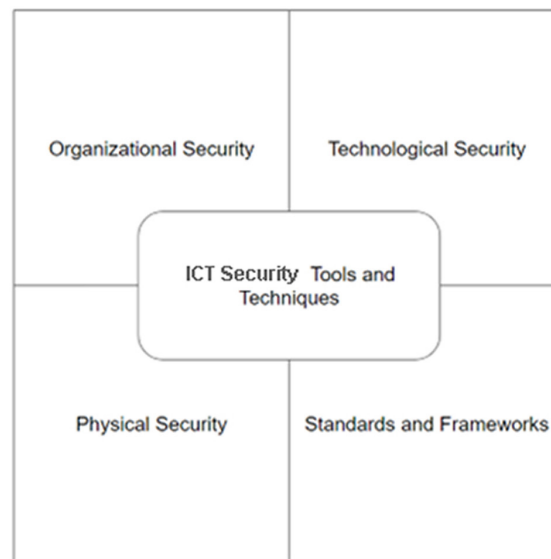 Organizational Security
Technological Security
ICT Security Tools and
Techniques
Physical Security
Standards and Frameworks